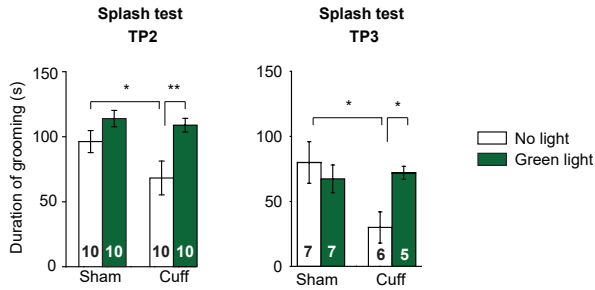 Splash test
TP2
Duration of grooming (s)
150
100
50
0
*
**
10
10
10
10
Sham
Cuff
Splash test
TP3
150
100
50
0
*
*
7
7
6
5
Sham
Cuff
No light
Green light